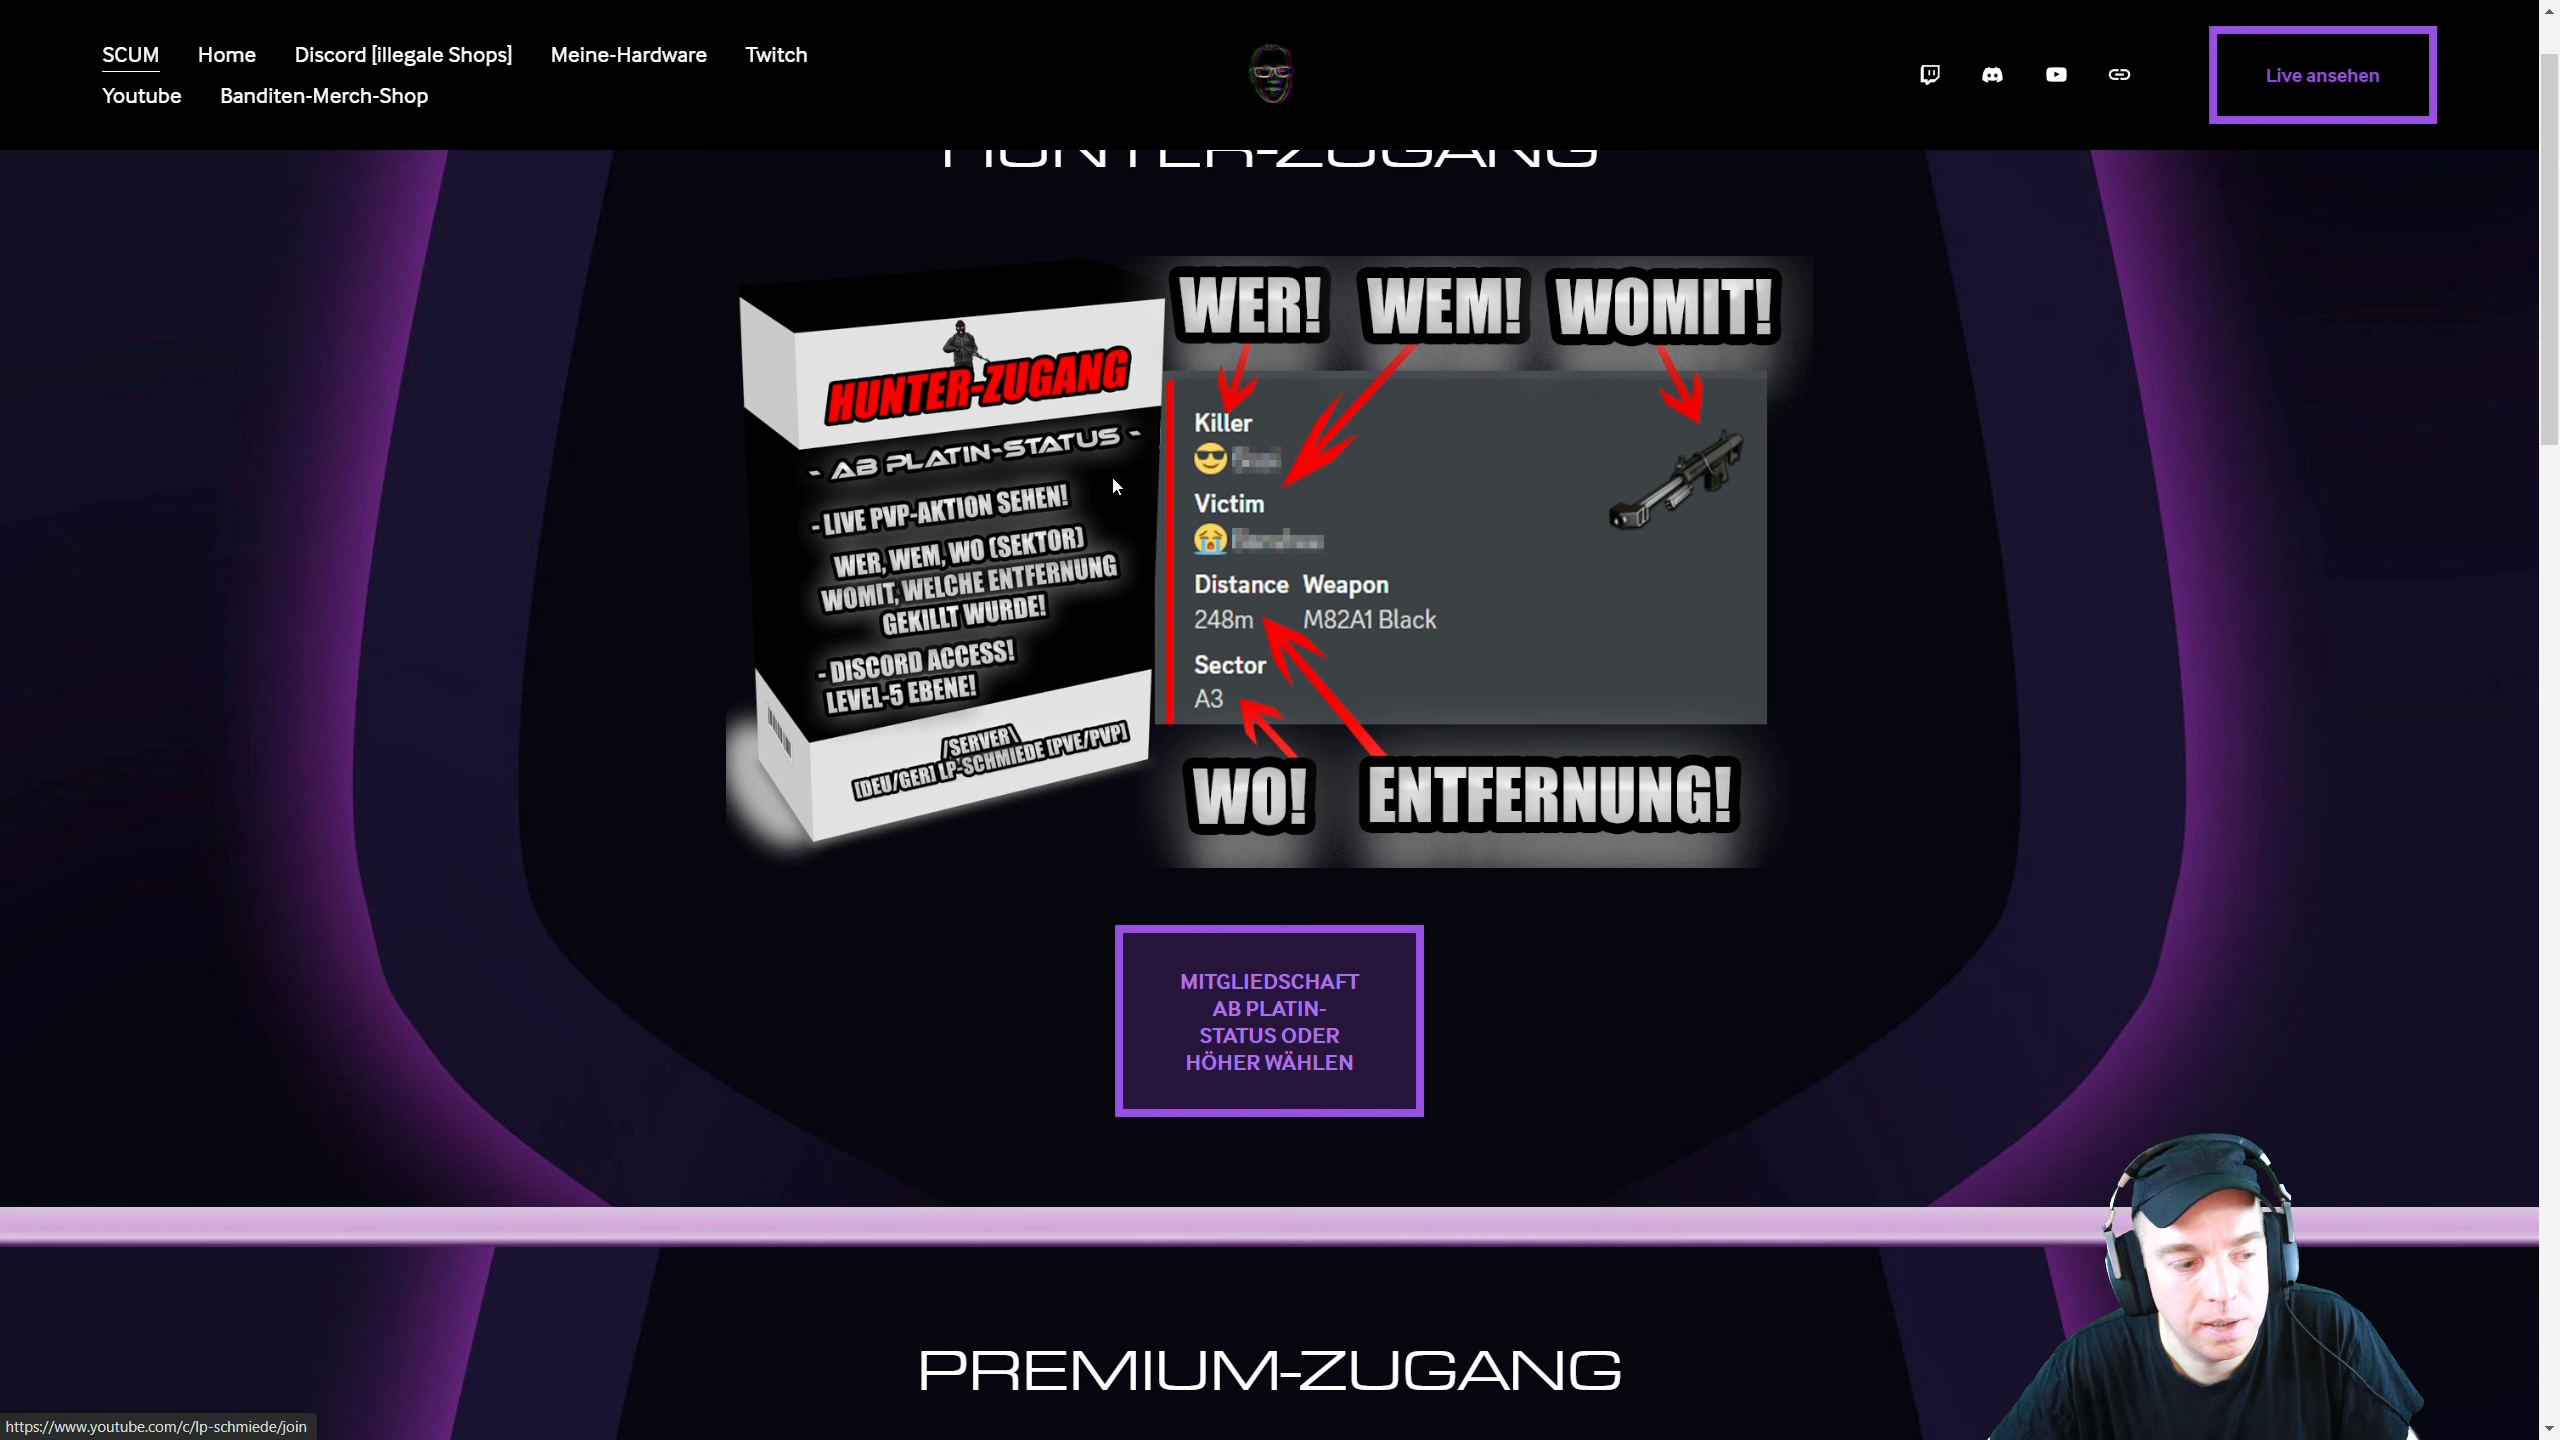 SCUM Home Discord [illegale Shops] Meine-Hardware Twitch
Youtube Banditen-Merch-Shop
Live ansehen
HUNTER-ZUGANG
HUNTER-ZUGANG
- AB PLATIN-STATUS -
- LIVE PVP-AKTION SEHEN!
WER, WEM, WO (SEKTOR)
WOMIT, WELCHE ENTFERNUNG
GEKILLT WURDE!
- DISCORD ACCESS!
LEVEL-5 EBENE!
/SERVER\
[DEU/GER] LP-SCHMIEDE [PVE/PVP]
WER! WEM! WOMIT!
Killer
Victim
Distance Weapon
248m M82A1 Black
Sector
A3
WO! ENTFERNUNG!
MITGLIEDSCHAFT
AB PLATIN-
STATUS ODER
HÖHER WÄHLEN
PREMIUM-ZUGANG
https://www.youtube.com/c/lp-schmiede/join